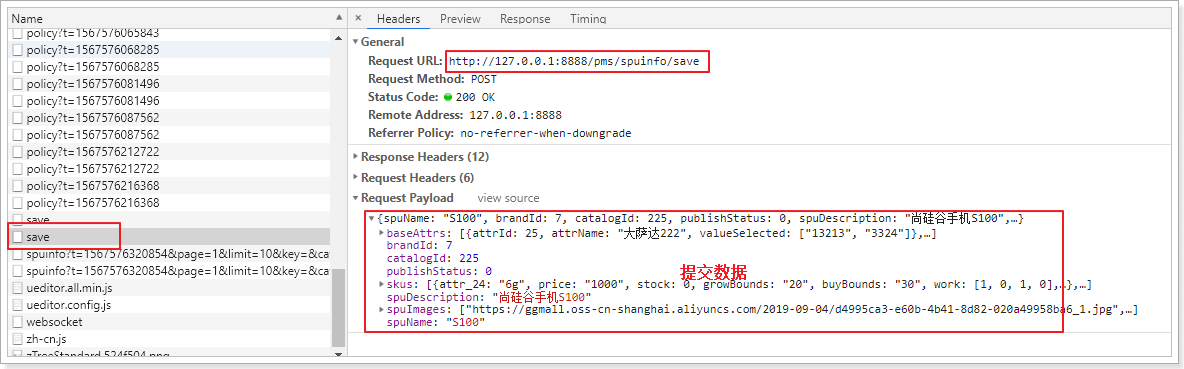 Name
policy?t=1567576065843
policy?t=1567576068285
policy?t=1567576068285
policy?t=1567576081496
policy?t=1567576081496
policy?t=1567576087562
policy?t=1567576087562
policy?t=1567576212722
policy?t=1567576212722
policy?t=1567576216368
policy?t=1567576216368
save
save
spuinfo?t=1567576320854&page=1&limit=10&key=&ca
spuinfo?t=1567576320854&page=1&limit=10&key=&ca
ueditor.all.min.js
ueditor.config.js
websocket
zh-cn.js
zTreeStandard.524f504.png
× Headers Preview Response Timing
General
Request URL: http://127.0.0.1:8888/pms/spuinfo/save
Request Method: POST
Status Code: 200 OK
Remote Address: 127.0.0.1:8888
Referrer Policy: no-referrer-when-downgrade
Response Headers (12)
Request Headers (6)
Request Payload view source
{spuName: "S100", brandId: 7, catalogId: 225, publishStatus: 0, spuDescription: "尚硅谷手机S100",…}
baseAttrs: [{attrId: 25, attrName: "大萨达222", valueSelected: ["13213", "3324"]},…]
brandId: 7
catalogId: 225
publishStatus: 0
提交数据
skus: [{attr_24: "6g", price: "1000", stock: 0, growBounds: "20", buyBounds: "30", work: [1, 0, 1, 0],…},…]
spuDescription: "尚硅谷手机S100"
spuImages: ["https://ggmall.oss-cn-shanghai.aliyuncs.com/2019-09-04/d4995ca3-e60b-4b41-8d82-020a49958ba6_1.jpg",…]
spuName: "S100"